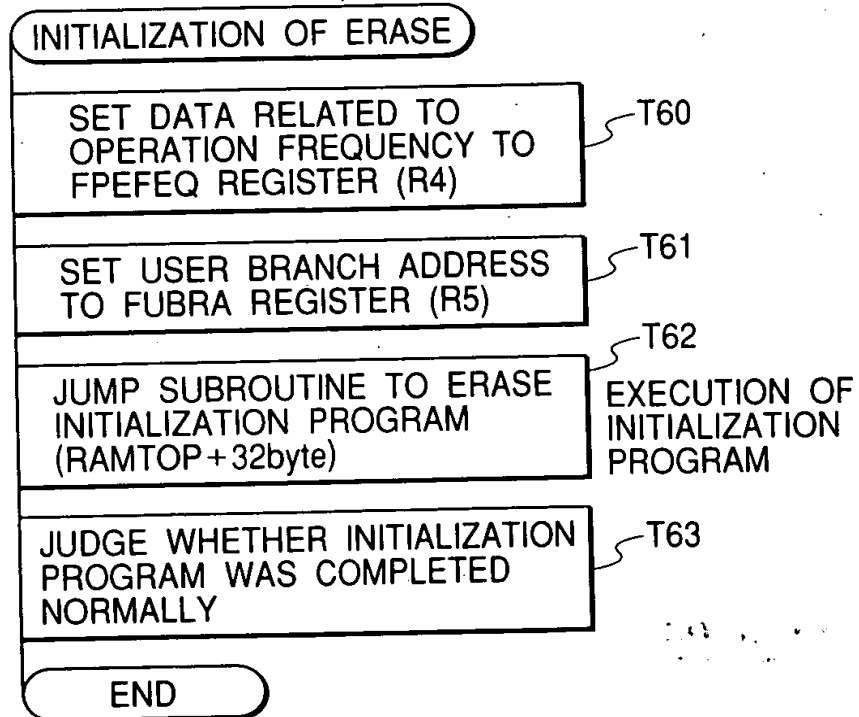 INITIALIZATION OF ERASE
SET DATA RELATED TO
OPERATION FREQUENCY TO
FPEFEQ REGISTER (R4)
T60
SET USER BRANCH ADDRESS
TO FUBRA REGISTER (R5)
T61
JUMP SUBROUTINE TO ERASE
INITIALIZATION PROGRAM
(RAMTOP+32byte)
T62
EXECUTION OF
INITIALIZATION
PROGRAM
JUDGE WHETHER INITIALIZATION
PROGRAM WAS COMPLETED
NORMALLY
T63
END